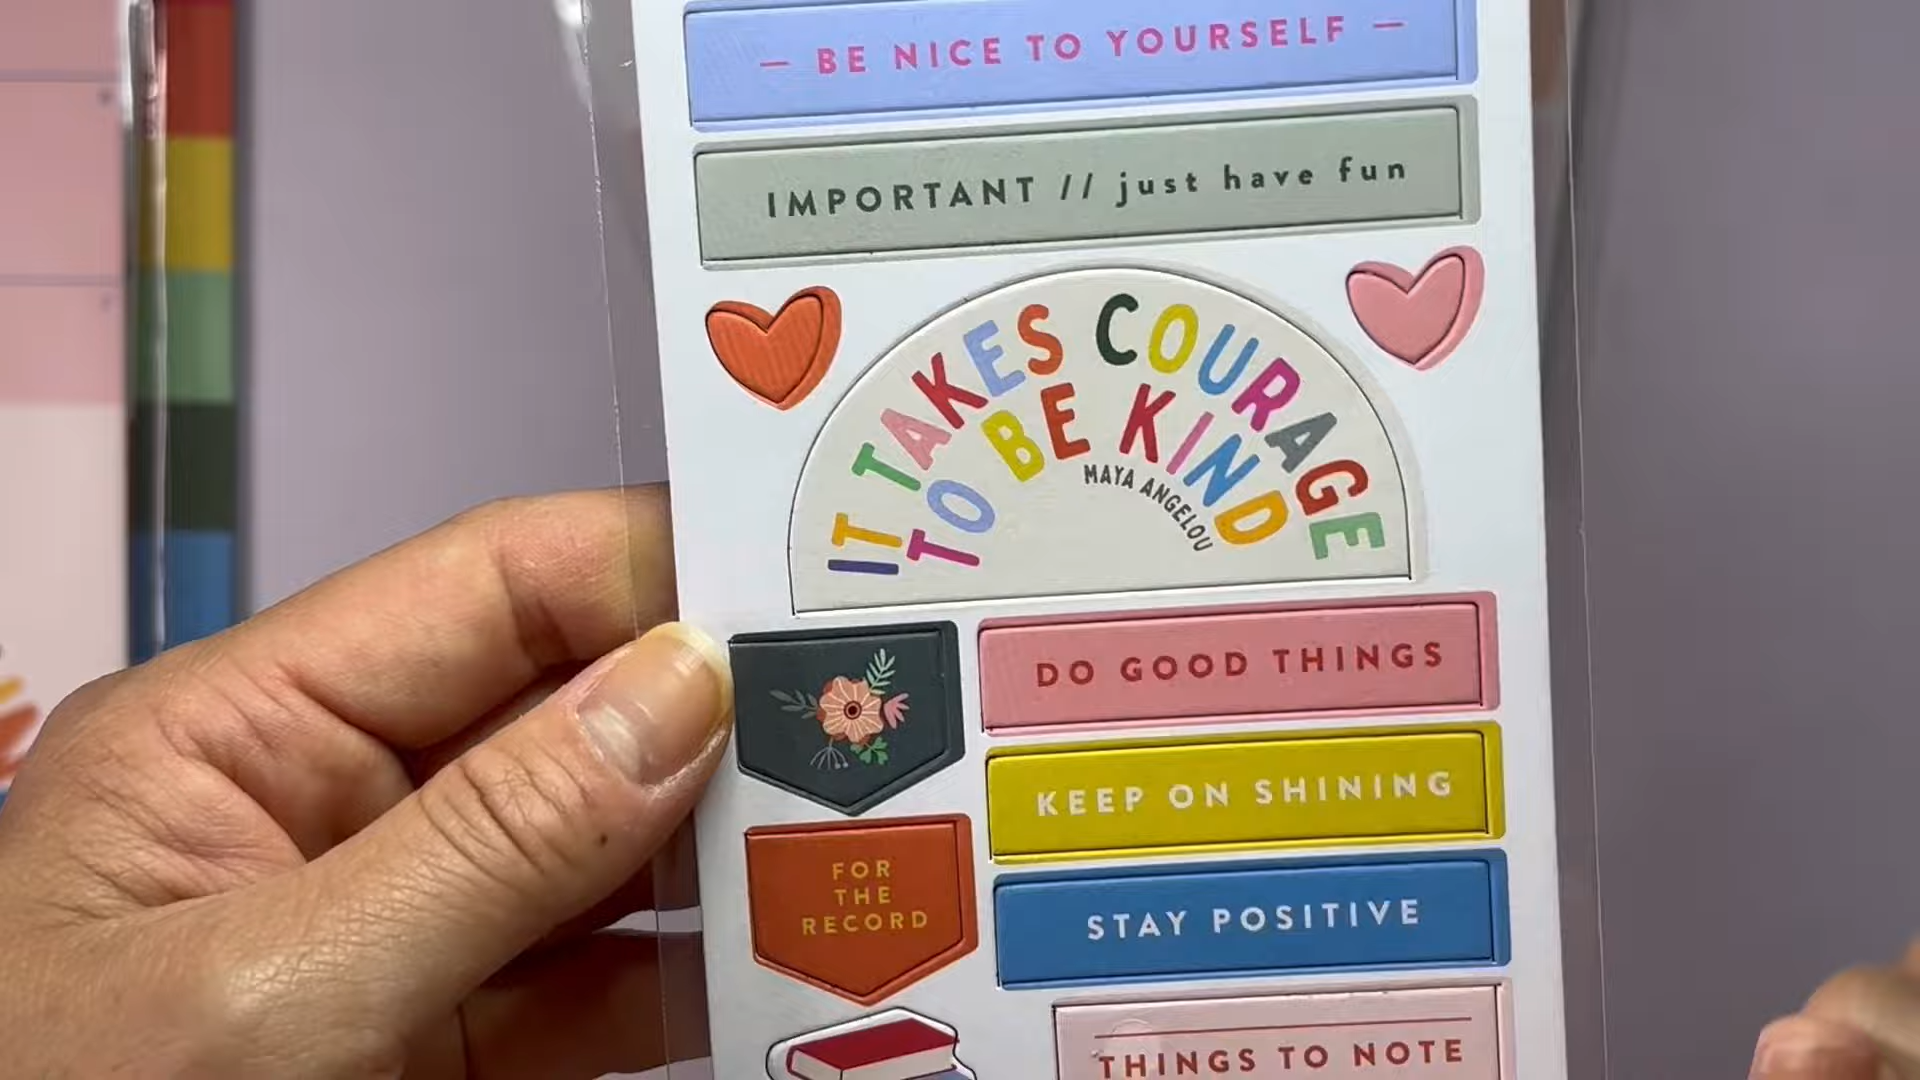 — BE NICE TO YOURSELF —
IMPORTANT // just have fun
IT TAKES COURAGE
TO BE KIND
MAYA ANGELOU
DO GOOD THINGS
KEEP ON SHINING
FOR
THE
RECORD
STAY POSITIVE
THINGS TO NOTE